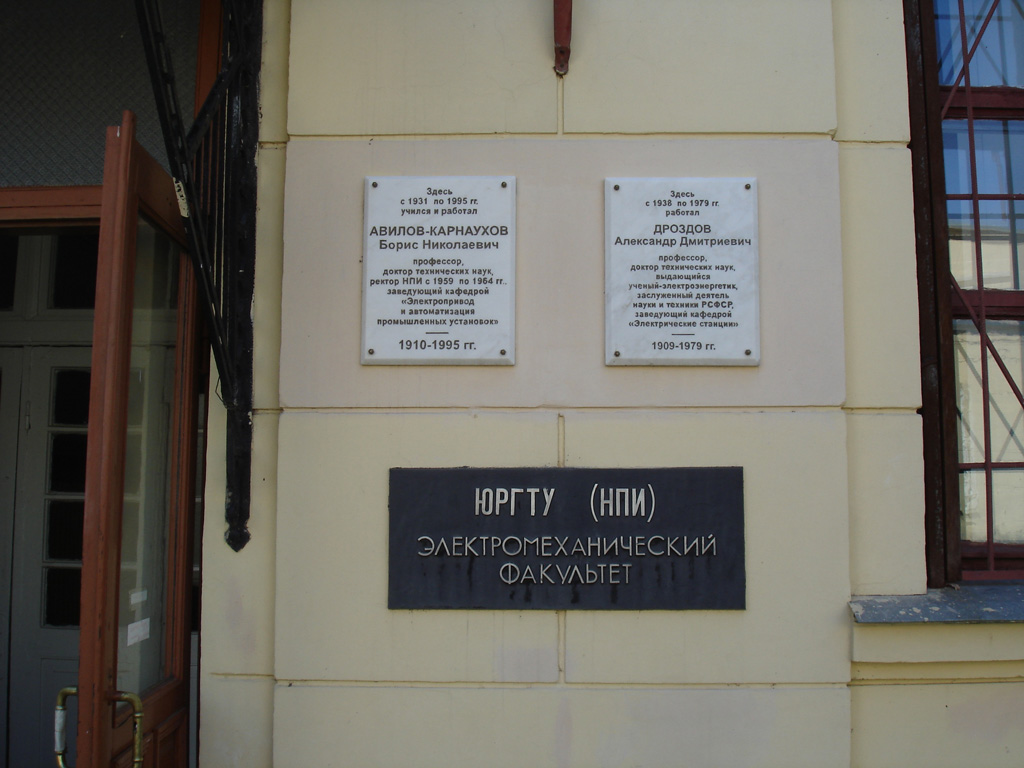 Здесь
с 1931 по 1995 гг.
учился и работал
АВИЛОВ-КАРНАУХОВ
Борис Николаевич
профессор,
доктор технических наук,
ректор НПИ с 1959 по 1964 гг.,
заведующий кафедрой
«Электропривод
и автоматизация
промышленных установок»
1910-1995 гг.
Здесь
с 1938 по 1979 гг.
работал
ДРОЗДОВ
Александр Дмитриевич
профессор,
доктор технических наук,
выдающийся
ученый-электроэнергетик,
заслуженный деятель
науки и техники РСФСР,
заведующий кафедрой
«Электрические станции»
1909-1979 гг.
ЮРГТУ (НПИ)
ЭЛЕКТРОМЕХАНИЧЕСКИЙ
ФАКУЛЬТЕТ